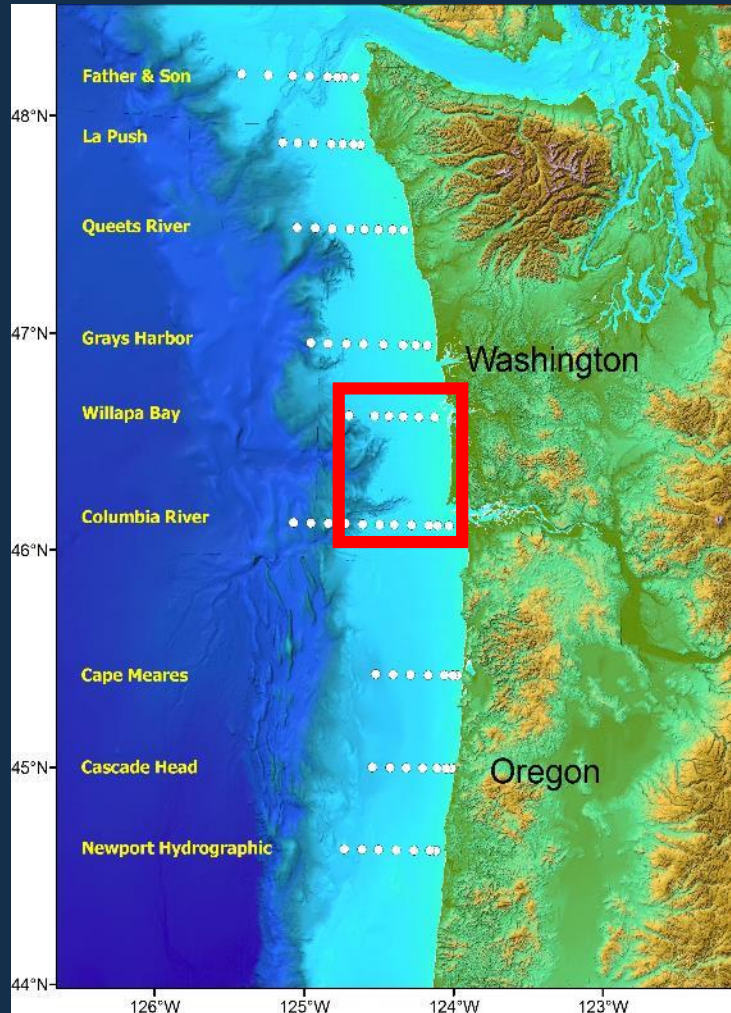 Father & Son
48°N
La Push
Queets River
47°N
Grays Harbor
Washington
Willapa Bay
Columbia River
46°N
Cape Meares
45°N
Cascade Head
Oregon
Newport Hydrographic
44°N
126°W 125°W 124°W 123°W